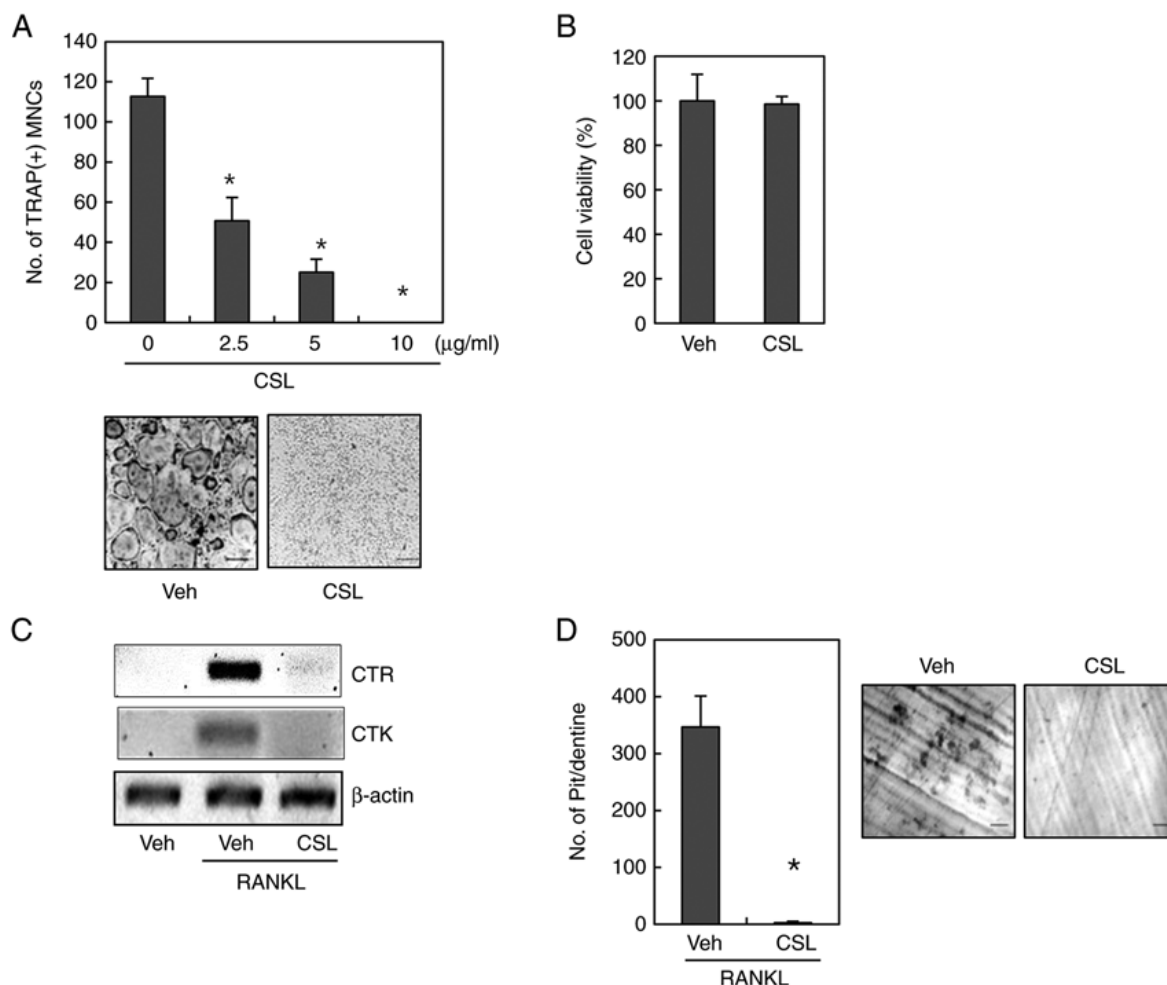 A
140
120
100
80
60
40
20
0
No. of TRAP(+) MNCs
*
*
*
0 2.5 5 10 (μg/ml)
CSL
Veh CSL
B
120
100
80
60
40
20
0
Cell viability (%)
Veh CSL
C
CTR
CTK
β-actin
Veh Veh CSL
RANKL
D
500
400
300
200
100
0
No. of Pit/dentine
*
Veh CSL
RANKL
Veh CSL